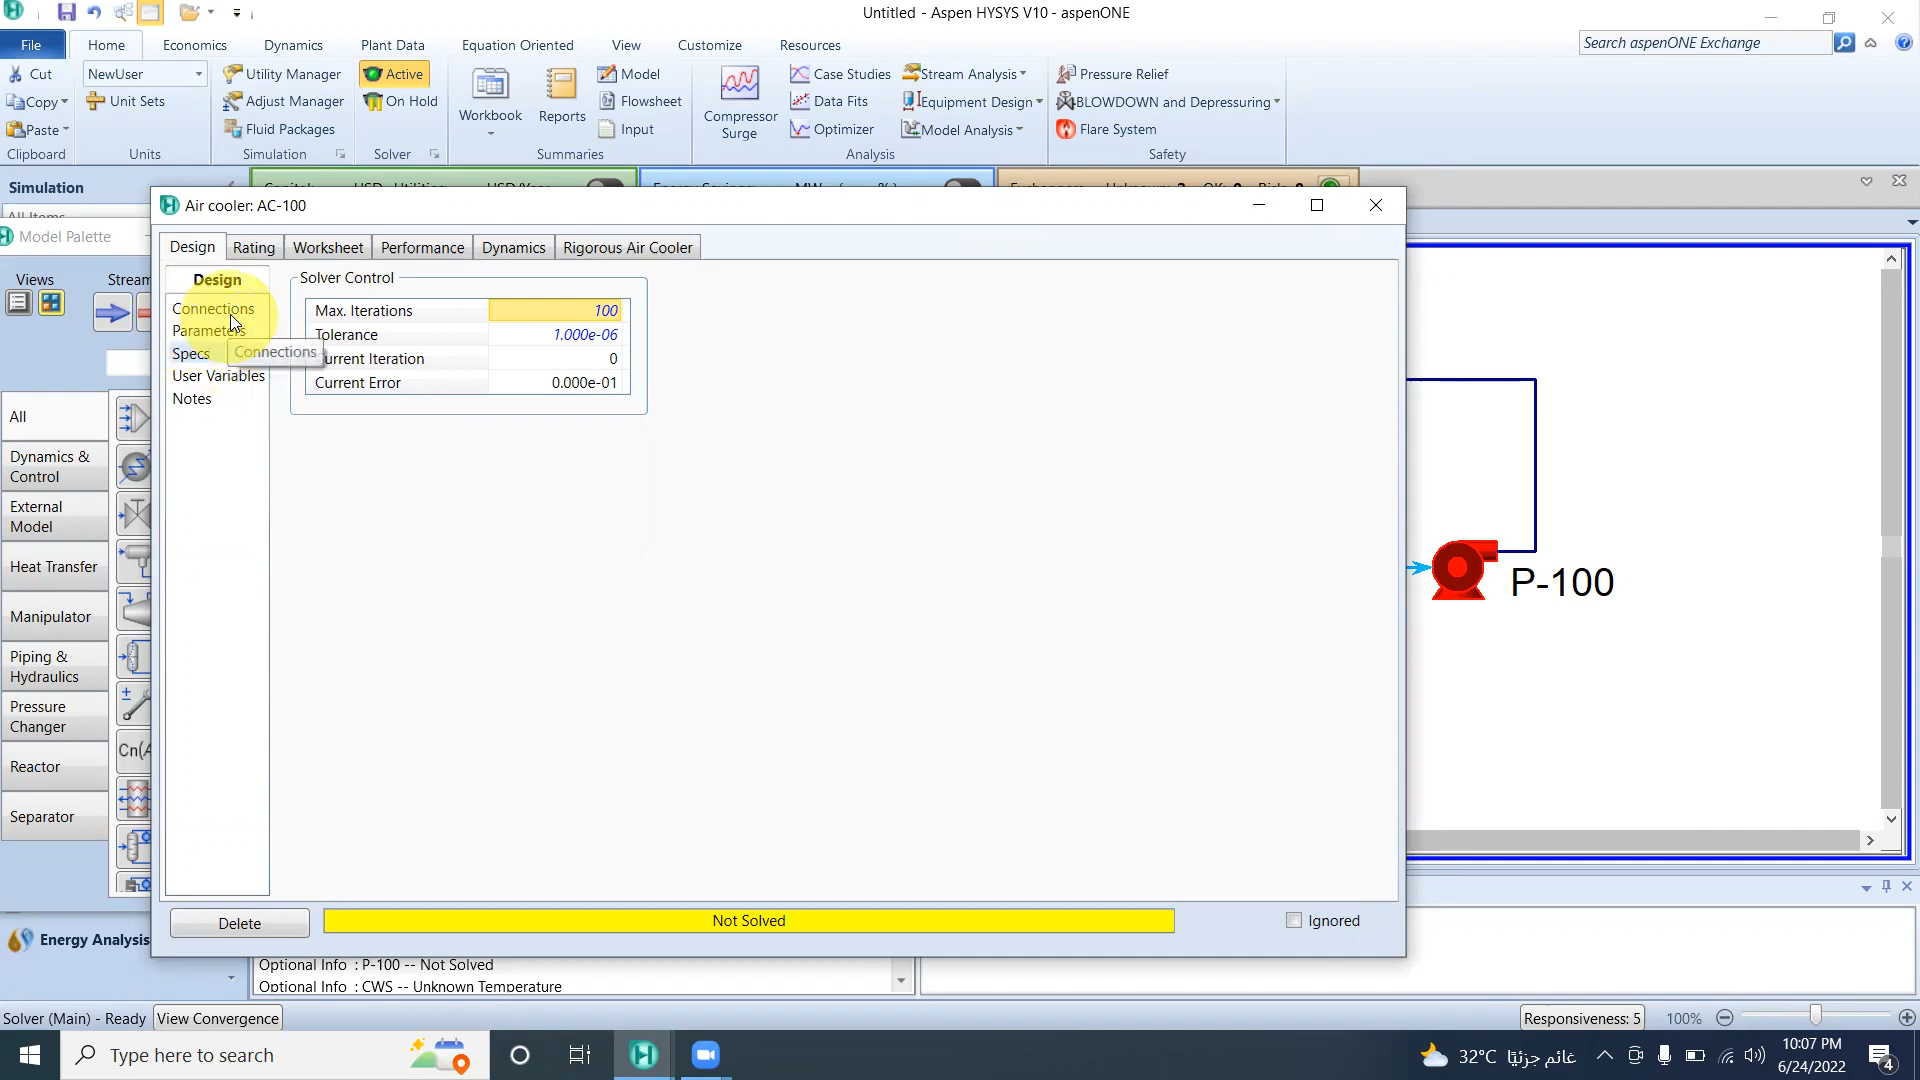 Untitled - Aspen HYSYS V10 - aspenONE
File
Home
Economics
Dynamics
Plant Data
Equation Oriented
View
Customize
Resources
Search aspenONE Exchange
Cut
Copy
Paste
Clipboard
NewUser
Unit Sets
Units
Utility Manager
Adjust Manager
Fluid Packages
Simulation
Active
On Hold
Solver
Workbook
Reports
Model
Flowsheet
Input
Summaries
Compressor
Surge
Case Studies
Data Fits
Optimizer
Stream Analysis
Equipment Design
Model Analysis
Analysis
Pressure Relief
BLOWDOWN and Depressuring
Flare System
Safety
Simulation
All Items
Model Palette
Views
Stream
All
Dynamics &
Control
External
Model
Heat Transfer
Manipulator
Piping &
Hydraulics
Pressure
Changer
Reactor
Separator
Energy Analysis
Air cooler: AC-100
Design
Rating
Worksheet
Performance
Dynamics
Rigorous Air Cooler
Design
Connections
Parameters
Specs
Connections
User Variables
Notes
Solver Control
Max. Iterations 100
Tolerance 1.000e-06
urrent Iteration 0
Current Error 0.000e-01
Delete
Not Solved
Ignored
P-100
Optional Info : P-100 -- Not Solved
Optional Info : CWS -- Unknown Temperature
Solver (Main) - Ready
View Convergence
Responsiveness: 5
100%
Type here to search
32°C غائم جزئيًا
10:07 PM
6/24/2022
4